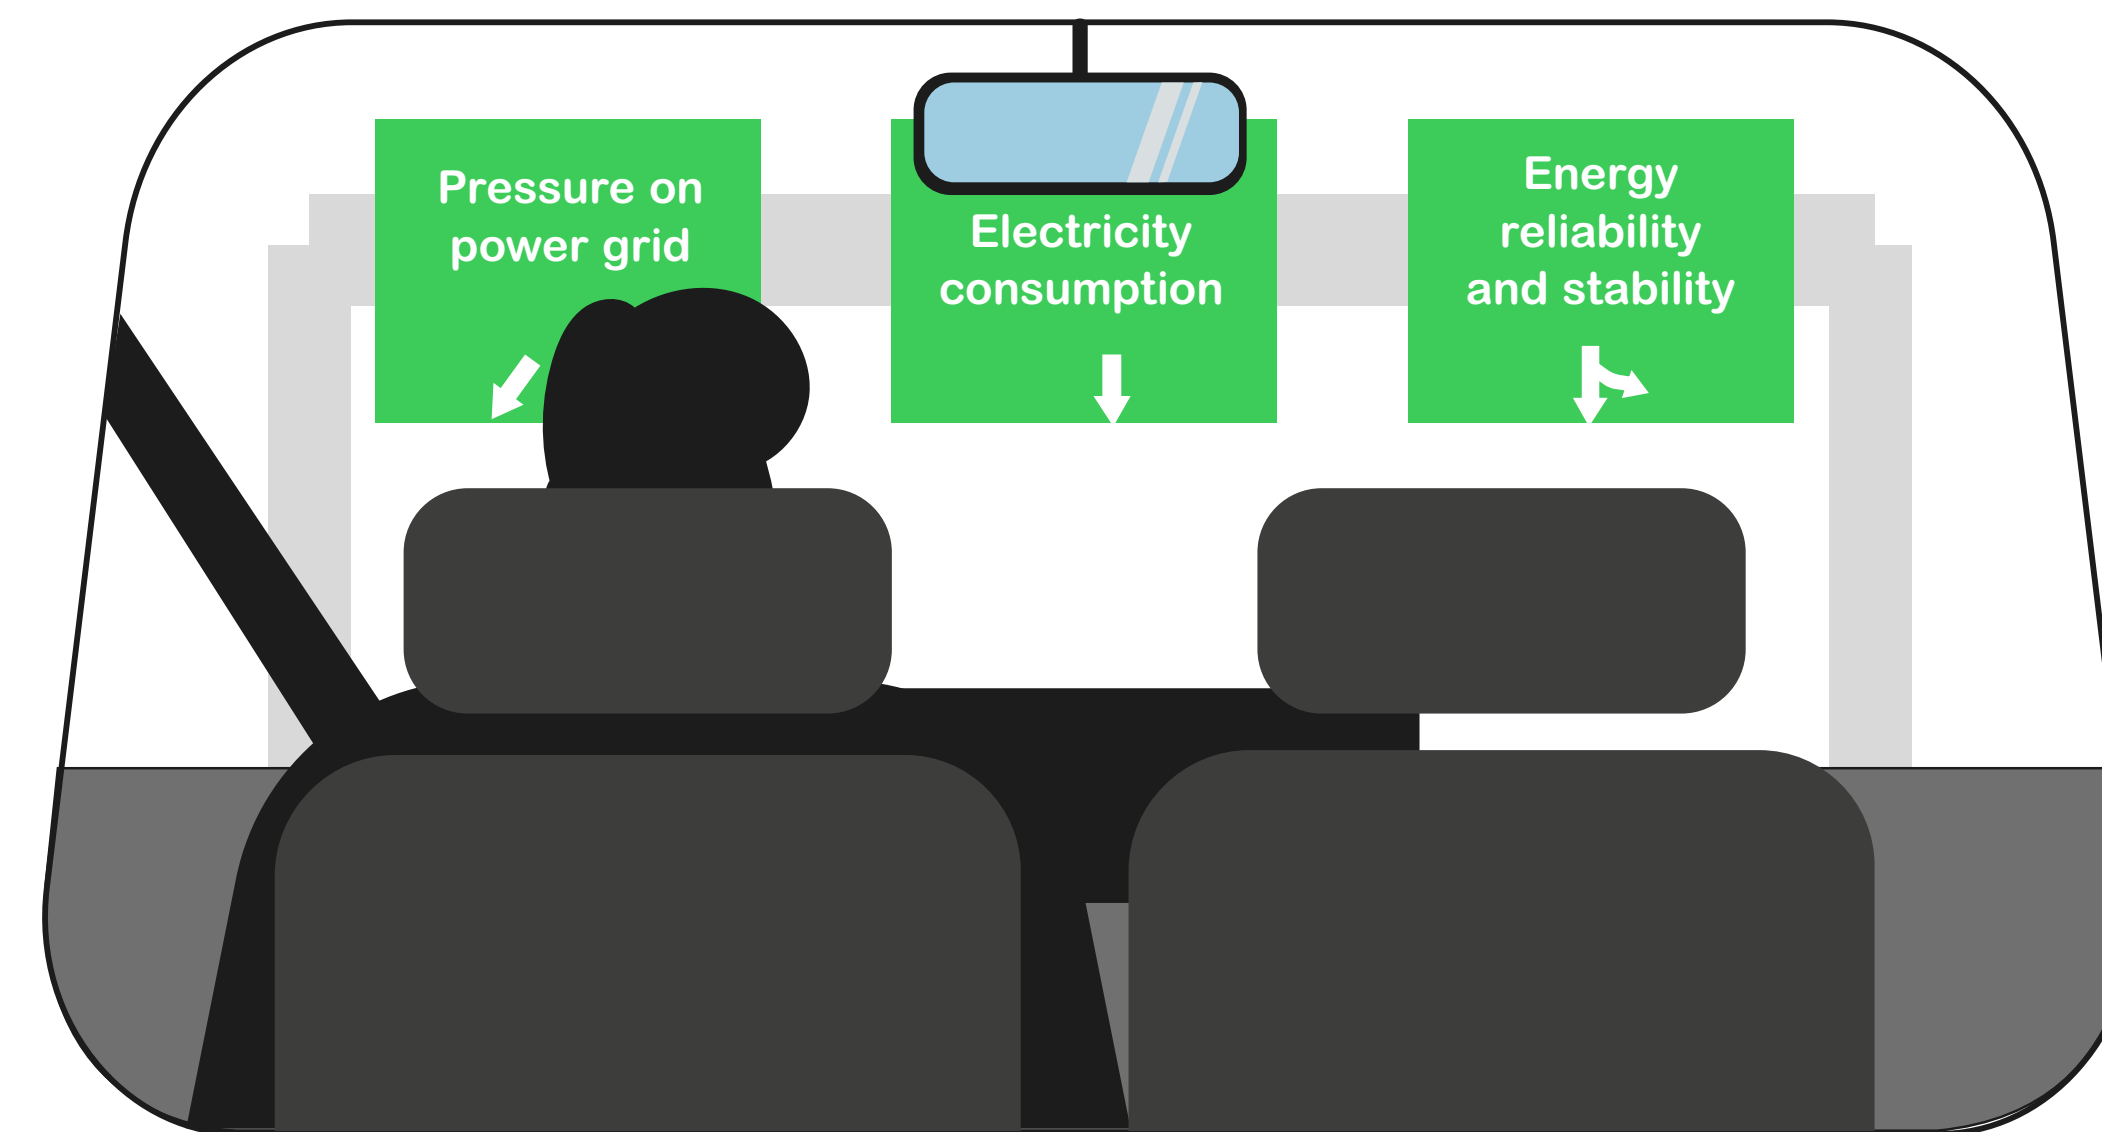 Pressure on
power grid
Electricity
consumption
Energy
reliability
and stability